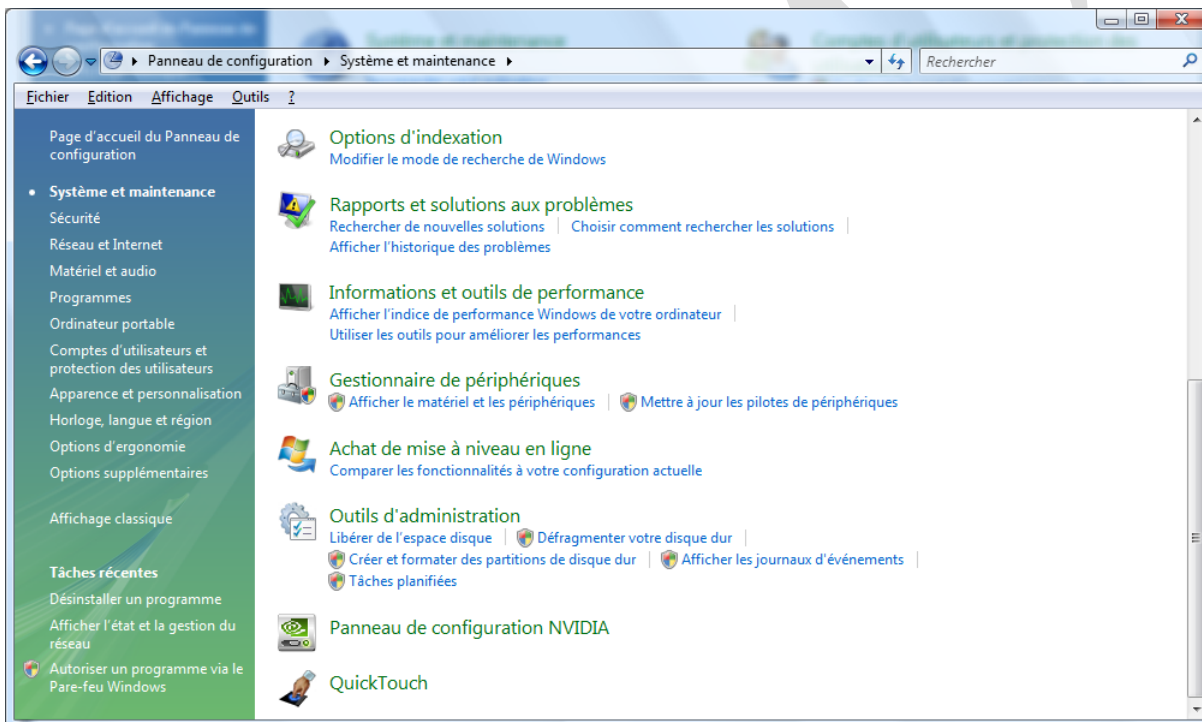 Panneau de configuration ▸ Système et maintenance ▸
Rechercher
Fichier Edition Affichage Outils ?
Page d'accueil du Panneau de
configuration
• Système et maintenance
Sécurité
Réseau et Internet
Matériel et audio
Programmes
Ordinateur portable
Comptes d'utilisateurs et
protection des utilisateurs
Apparence et personnalisation
Horloge, langue et région
Options d'ergonomie
Options supplémentaires
Affichage classique
Tâches récentes
Désinstaller un programme
Afficher l'état et la gestion du
réseau
Autoriser un programme via le
Pare-feu Windows
Options d'indexation
Modifier le mode de recherche de Windows
Rapports et solutions aux problèmes
Rechercher de nouvelles solutions | Choisir comment rechercher les solutions |
Afficher l'historique des problèmes
Informations et outils de performance
Afficher l'indice de performance Windows de votre ordinateur |
Utiliser les outils pour améliorer les performances
Gestionnaire de périphériques
Afficher le matériel et les périphériques | Mettre à jour les pilotes de périphériques
Achat de mise à niveau en ligne
Comparer les fonctionnalités à votre configuration actuelle
Outils d'administration
Libérer de l'espace disque | Défragmenter votre disque dur |
Créer et formater des partitions de disque dur | Afficher les journaux d'événements |
Tâches planifiées
Panneau de configuration NVIDIA
QuickTouch